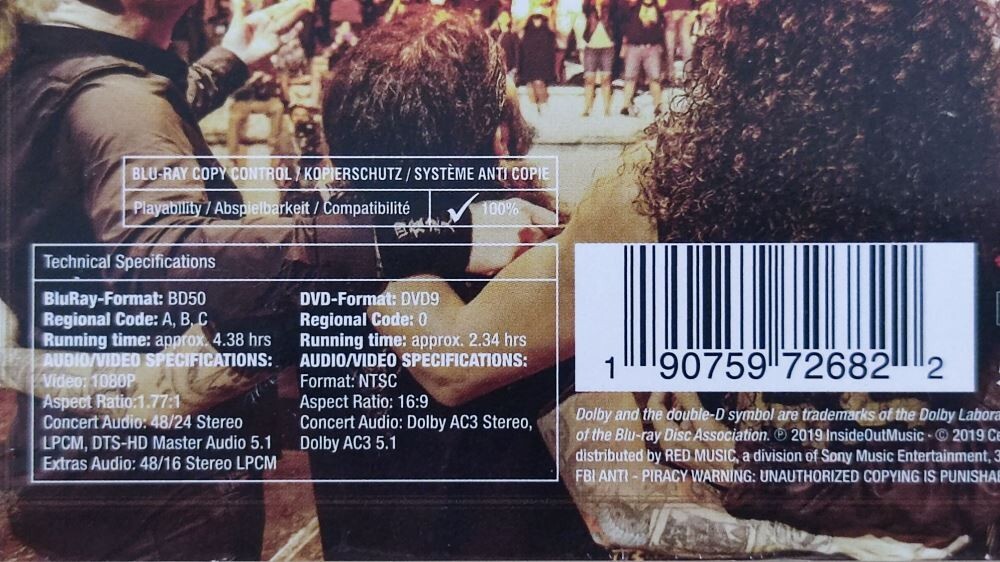 BLU-RAY COPY CONTROL / KOPIERSCHUTZ / SYSTÈME ANTI COPIE
Playability / Abspielbarkeit / Compatibilité ✓ 100%
Technical Specifications
BluRay-Format: BD50
Regional Code: A, B, C
Running time: approx. 4.38 hrs
AUDIO/VIDEO SPECIFICATIONS:
Video: 1080P
Aspect Ratio:1.77:1
Concert Audio: 48/24 Stereo
LPCM, DTS-HD Master Audio 5.1
Extras Audio: 48/16 Stereo LPCM
DVD-Format: DVD9
Regional Code: 0
Running time: approx. 2.34 hrs
AUDIO/VIDEO SPECIFICATIONS:
Format: NTSC
Aspect Ratio: 16:9
Concert Audio: Dolby AC3 Stereo,
Dolby AC3 5.1
1 90759 72682 2
Dolby and the double-D symbol are trademarks of the Dolby Labora
of the Blu-ray Disc Association. ℗ 2019 InsideOutMusic · © 2019 Co
distributed by RED MUSIC, a division of Sony Music Entertainment, 3
FBI ANTI - PIRACY WARNING: UNAUTHORIZED COPYING IS PUNISHA